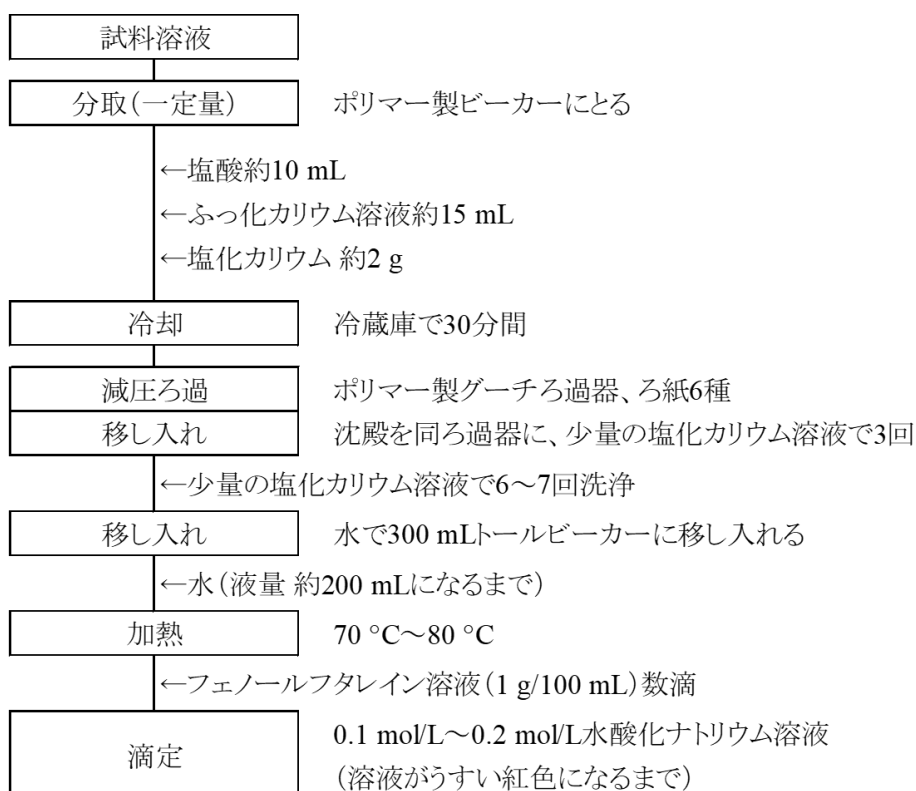 試料溶液
分取(一定量) ポリマー製ビーカーにとる
←塩酸約10 mL
←ふっ化カリウム溶液約15 mL
←塩化カリウム 約2 g
冷却 冷蔵庫で30分間
減圧ろ過 ポリマー製グーチろ過器、ろ紙6種
移し入れ 沈殿を同ろ過器に、少量の塩化カリウム溶液で3回
←少量の塩化カリウム溶液で6～7回洗浄
移し入れ 水で300 mLトールビーカーに移し入れる
←水(液量 約200 mLになるまで)
加熱 70 °C～80 °C
←フェノールフタレイン溶液(1 g/100 mL)数滴
滴定 0.1 mol/L～0.2 mol/L水酸化ナトリウム溶液
(溶液がうすい紅色になるまで)